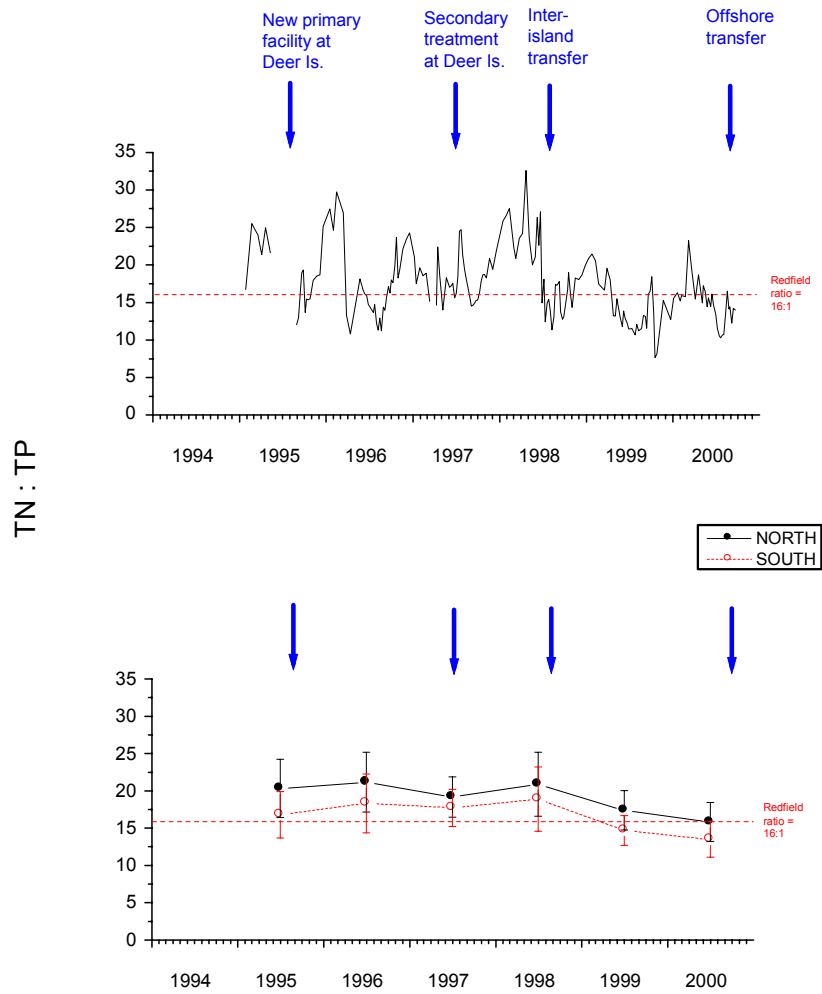 New primary
facility at
Deer Is.
Secondary
treatment
at Deer Is.
Inter-
island
transfer
Offshore
transfer
35
30
25
20
15
10
5
0
Redfield
ratio =
16:1
1994 1995 1996 1997 1998 1999 2000
TN : TP
NORTH
SOUTH
35
30
25
20
15
10
5
0
Redfield
ratio =
16:1
1994 1995 1996 1997 1998 1999 2000